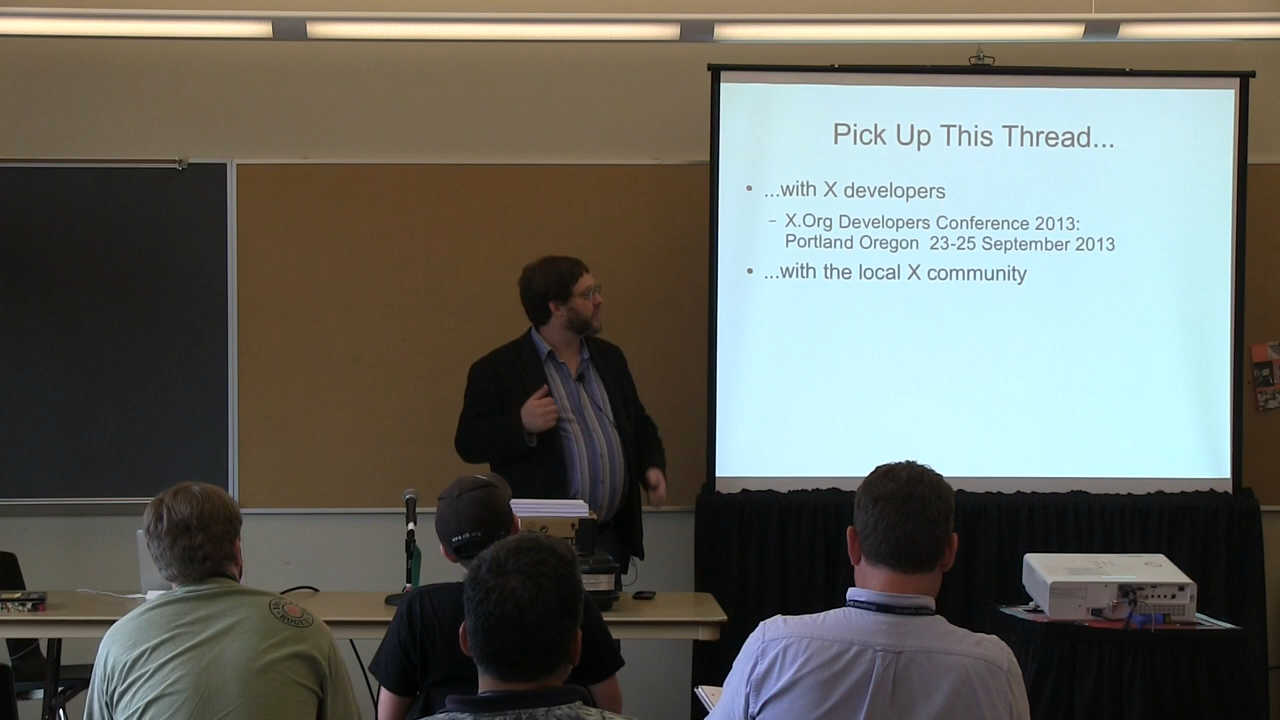 Pick Up This Thread...
• ...with X developers
– X.Org Developers Conference 2013:
Portland Oregon 23-25 September 2013
• ...with the local X community